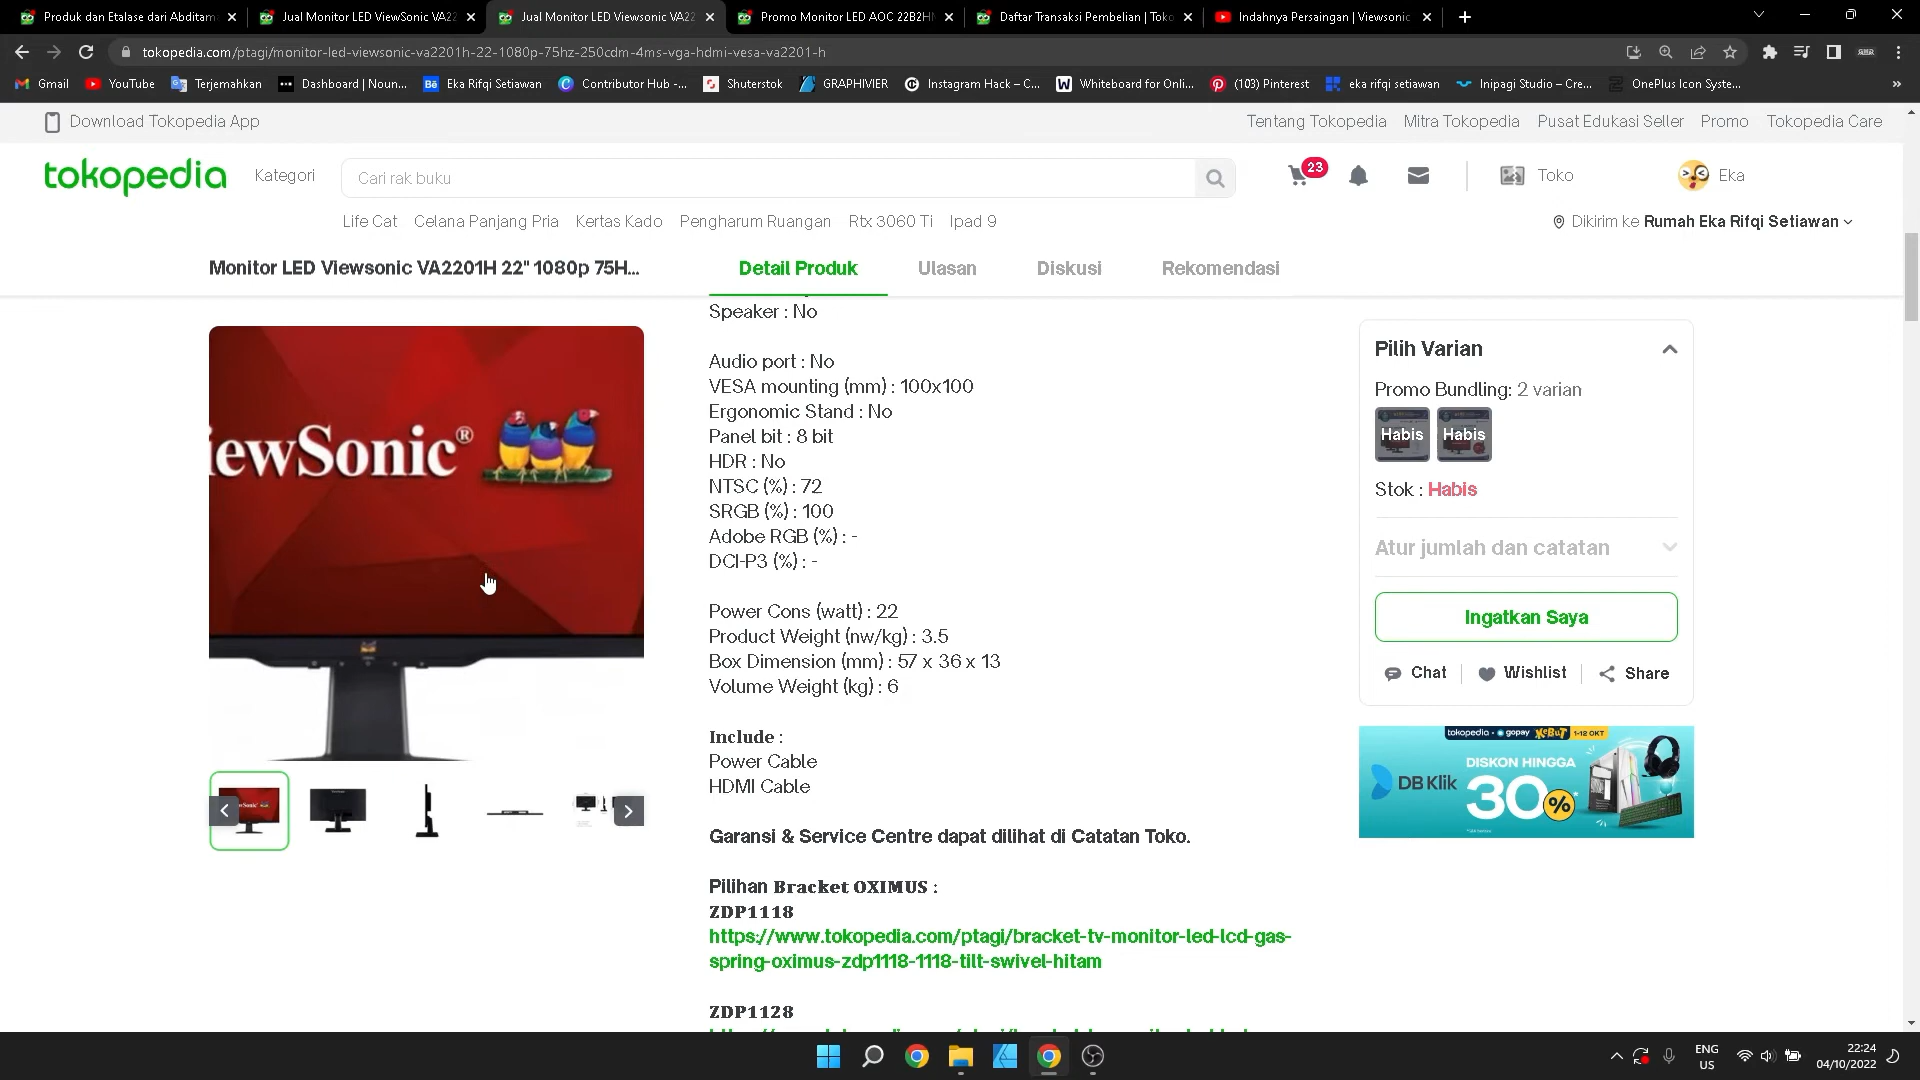 Produk dan Etalase dari Abditam
Jual Monitor LED ViewSonic VA22
Jual Monitor LED Viewsonic VA22
Promo Monitor LED AOC 22B2H
Daftar Transaksi Pembelian | Toko
Indahnya Persaingan | Viewsonic
tokopedia.com/ptagi/monitor-led-viewsonic-va2201h-22-1080p-75hz-250cdm-4ms-vga-hdmi-vesa-va2201-h
Gmail
YouTube
Terjemahkan
Dashboard | Noun...
Eka Rifqi Setiawan
Contributor Hub -...
Shutterstok
GRAPHIVIER
Instagram Hack – C...
Whiteboard for Onli...
(103) Pinterest
eka rifqi setiawan
Inipagi Studio – Cre...
OnePlus Icon Syste...
»
Download Tokopedia App
Tentang Tokopedia
Mitra Tokopedia
Pusat Edukasi Seller
Promo
Tokopedia Care
tokopedia
Kategori
Cari rak buku
23
Toko
Eka
Life Cat
Celana Panjang Pria
Kertas Kado
Pengharum Ruangan
Rtx 3060 Ti
Ipad 9
Dikirim ke Rumah Eka Rifqi Setiawan
Monitor LED Viewsonic VA2201H 22" 1080p 75H...
Detail Produk
Ulasan
Diskusi
Rekomendasi
Speaker : No
Audio port : No
VESA mounting (mm) : 100x100
Ergonomic Stand : No
Panel bit : 8 bit
HDR : No
NTSC (%) : 72
SRGB (%) : 100
Adobe RGB (%) : -
DCI-P3 (%) : -
Power Cons (watt) : 22
Product Weight (nw/kg) : 3.5
Box Dimension (mm) : 57 x 36 x 13
Volume Weight (kg) : 6
Include :
Power Cable
HDMI Cable
Garansi & Service Centre dapat dilihat di Catatan Toko.
Pilihan Bracket OXIMUS :
ZDP1118
https://www.tokopedia.com/ptagi/bracket-tv-monitor-led-lcd-gas-
spring-oximus-zdp1118-1118-tilt-swivel-hitam
ZDP1128
iewSonic®
Pilih Varian
Promo Bundling: 2 varian
Habis
Habis
Stok : Habis
Atur jumlah dan catatan
Ingatkan Saya
Chat
Wishlist
Share
tokopedia
gopay
KeBUT
1-12 OKT
DB Klik
DISKON HINGGA
30%
ENG
US
22:24
04/10/2022